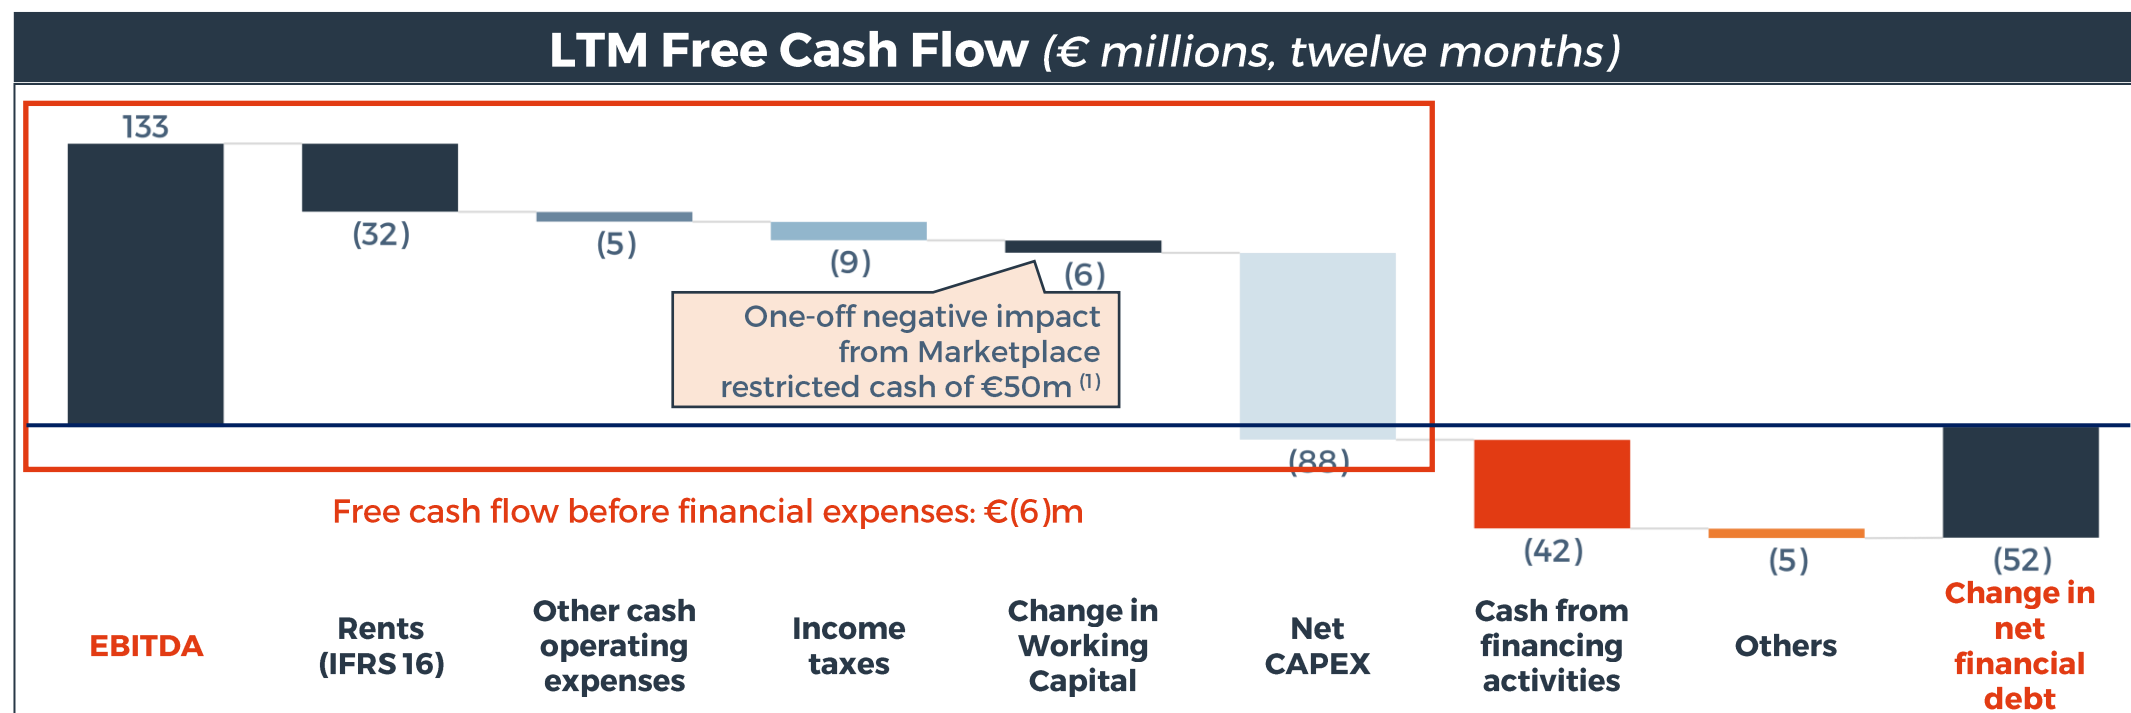 LTM Free Cash Flow (€ millions, twelve months)
133
(32)
(5)
(9)
(6)
One-off negative impact
from Marketplace
restricted cash of €50m (1)
(88)
Free cash flow before financial expenses: €(6)m
(42)
(5)
(52)
EBITDA
Rents
(IFRS 16)
Other cash
operating
expenses
Income
taxes
Change in
Working
Capital
Net
CAPEX
Cash from
financing
activities
Others
Change in
net
financial
debt